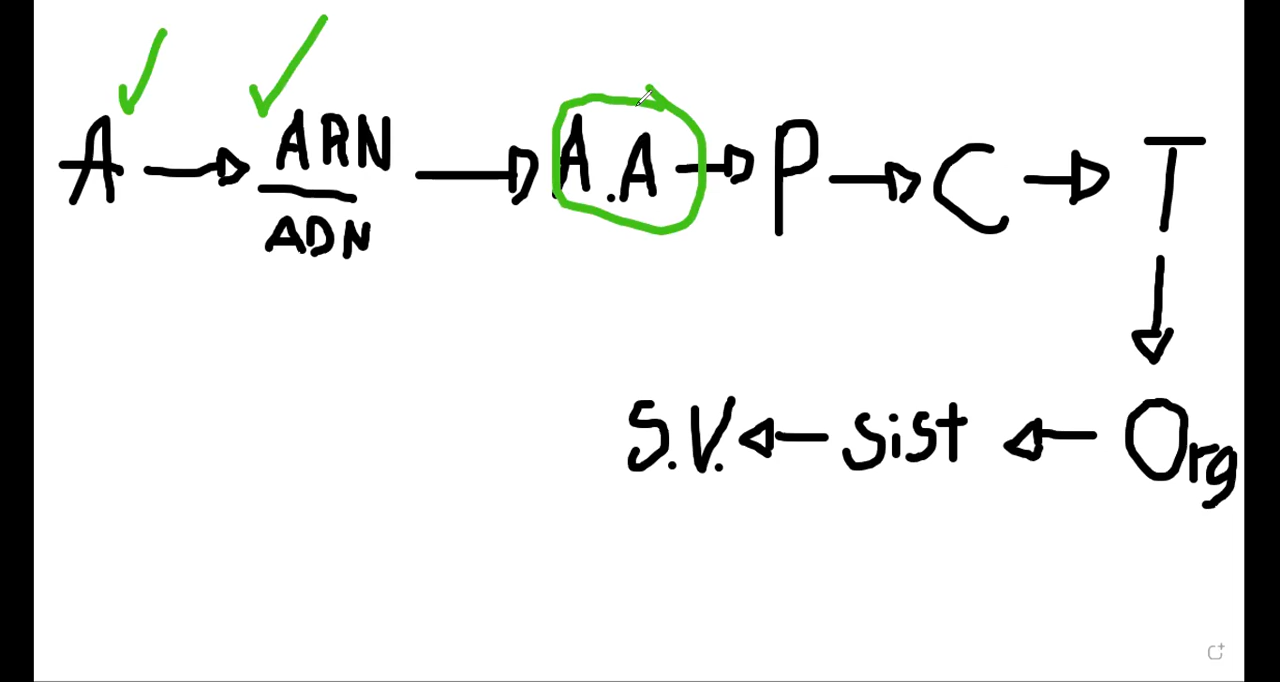 A → ARN → A.A → P → C → T
ADN
S.V. ← sist ← Org